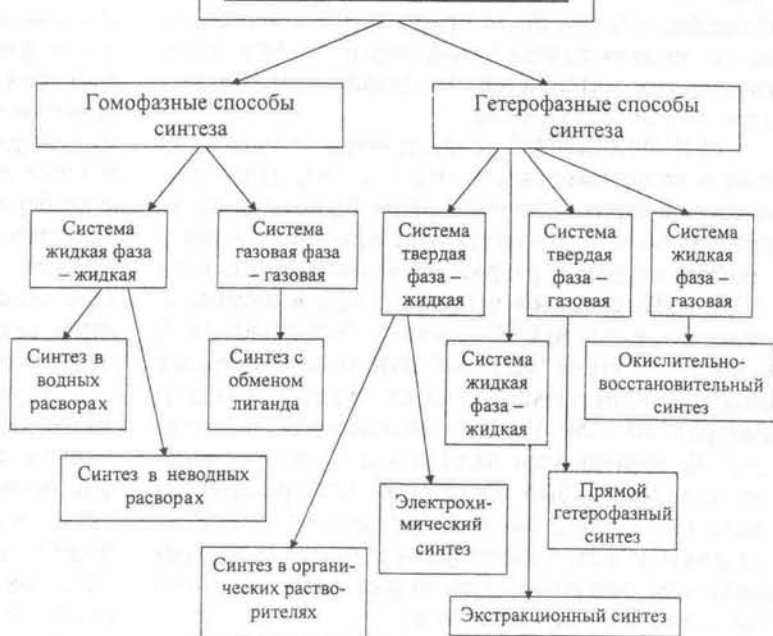 Гомофазные способы
синтеза
Гетерофазные способы
синтеза
Система
жидкая фаза
– жидкая
Система
газовая фаза
– газовая
Система
твердая
фаза –
жидкая
Система
твердая
фаза –
газовая
Система
жидкая
фаза –
газовая
Синтез в
водных
расворах
Синтез с
обменом
лиганда
Система
жидкая
фаза –
жидкая
Окислительно-
восстановительный
синтез
Синтез в неводных
расворах
Электрохи-
мический
синтез
Прямой
гетерофазный
синтез
Синтез в органи-
ческих раство-
рителях
Экстракционный синтез